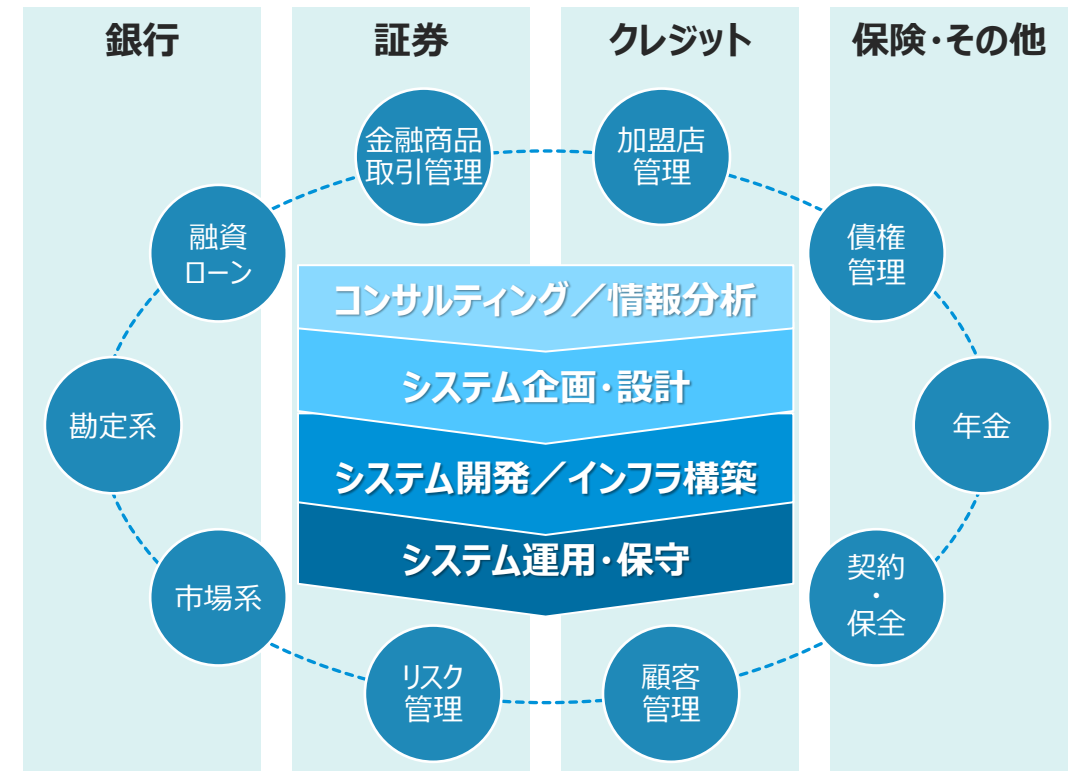 銀行
証券
クレジット
保険・その他
金融商品
取引管理
加盟店
管理
融資
ローン
債権
管理
コンサルティング／情報分析
システム企画・設計
勘定系
年金
システム開発／インフラ構築
システム運用・保守
市場系
契約
・
保全
リスク
管理
顧客
管理